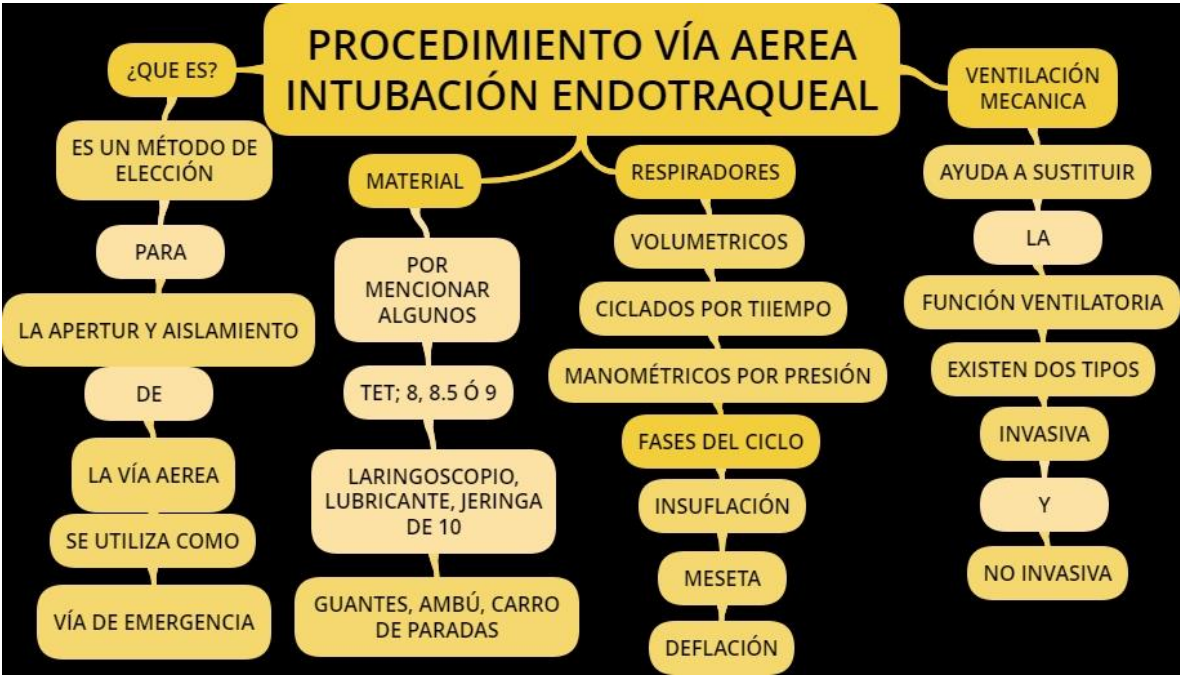 PROCEDIMIENTO VÍA AEREA
INTUBACIÓN ENDOTRAQUEAL
¿QUE ES?
ES UN MÉTODO DE
ELECCIÓN
PARA
LA APERTUR Y AISLAMIENTO
DE
LA VÍA AEREA
SE UTILIZA COMO
VÍA DE EMERGENCIA
MATERIAL
POR
MENCIONAR
ALGUNOS
TET; 8, 8.5 Ó 9
LARINGOSCOPIO,
LUBRICANTE, JERINGA
DE 10
GUANTES, AMBÚ, CARRO
DE PARADAS
RESPIRADORES
VOLUMETRICOS
CICLADOS POR TIIEMPO
MANOMÉTRICOS POR PRESIÓN
FASES DEL CICLO
INSUFLACIÓN
MESETA
DEFLACIÓN
VENTILACIÓN
MECANICA
AYUDA A SUSTITUIR
LA
FUNCIÓN VENTILATORIA
EXISTEN DOS TIPOS
INVASIVA
Y
NO INVASIVA